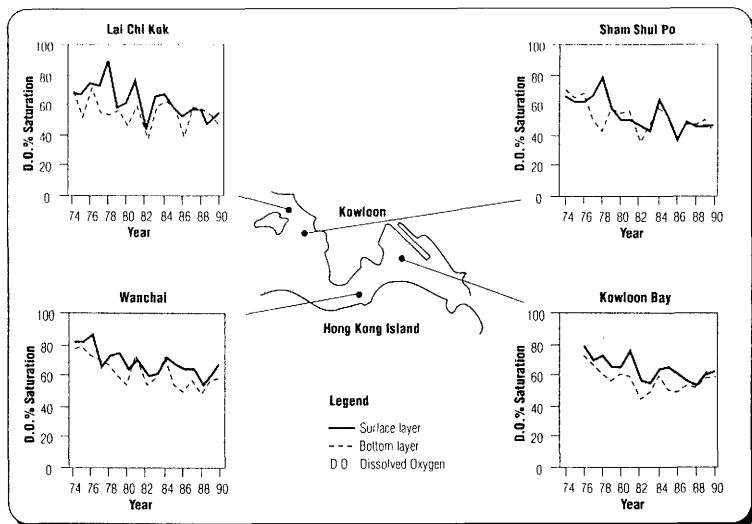 Lai Chi Kok
100
80
60
40
20
0
D.O.% Saturation
74 76 78 80 82 84 86 88 90
Year
Sham Shui Po
100
80
60
40
20
0
D.O.% Saturation
74 76 78 80 82 84 86 88 90
Year
Kowloon
Hong Kong Island
Wanchai
100
80
60
40
20
0
D.O.% Saturation
74 76 78 80 82 84 86 88 90
Year
Legend
Surface layer
Bottom layer
D O Dissolved Oxygen
Kowloon Bay
100
80
60
40
20
0
D.O.% Saturation
74 76 78 80 82 84 86 88 90
Year